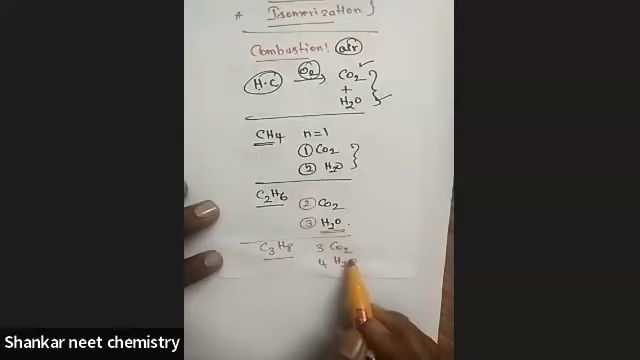 * Isomerization }
Combustion! air
H-C O2 → CO2 ✓
+
H2O ✓ }
CH4 n=1
① CO2
② H2O }
C2H6
② CO2
③ H2O.
C3H8 3 CO2
4 H2O
Shankar neet chemistry